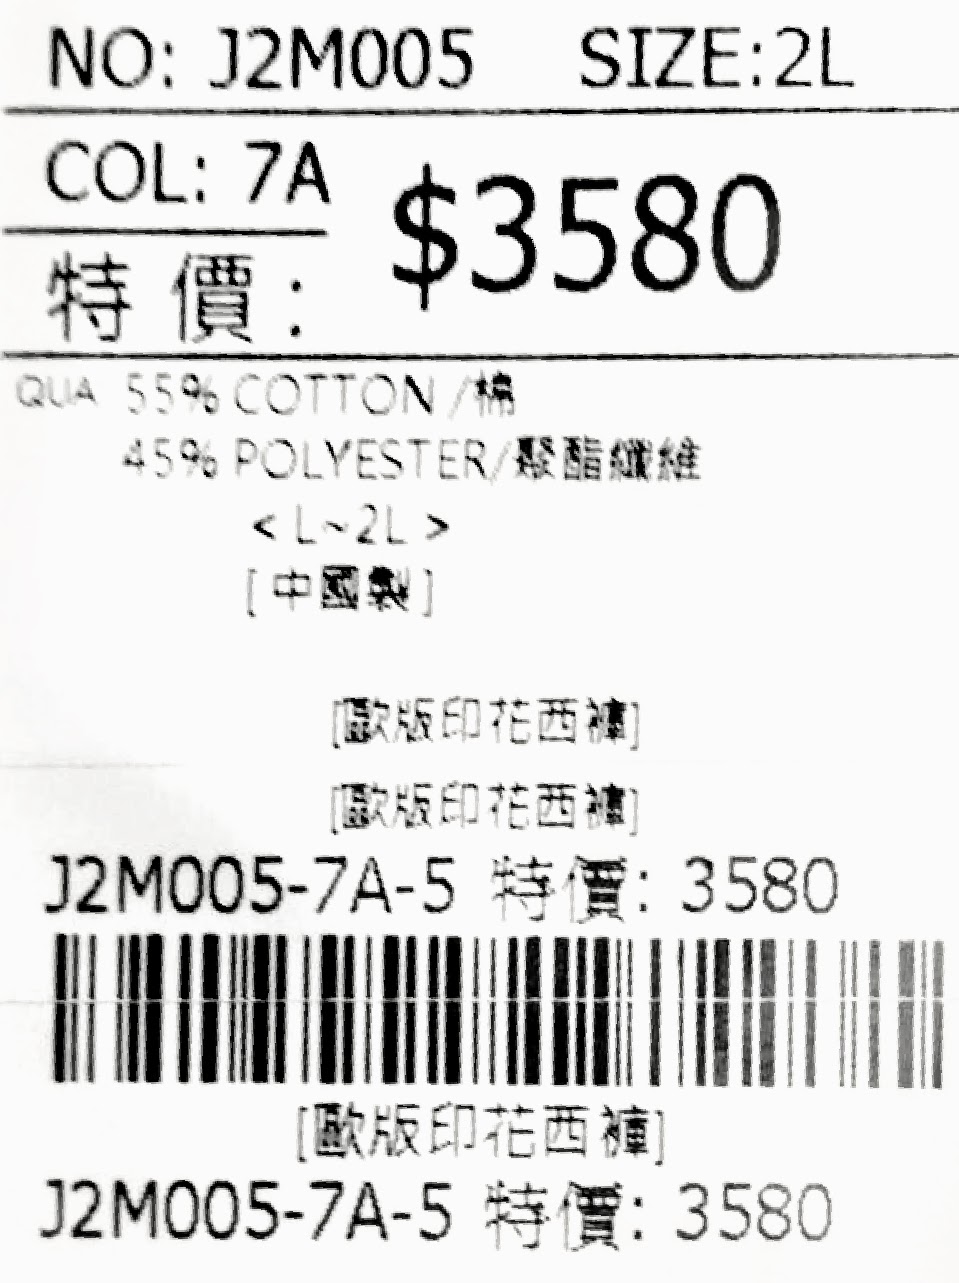 NO: J2M005 SIZE:2L
COL: 7A
$3580
特價:
QUA 55% COTTON /棉
45% POLYESTER/聚酯纖維
< L~2L >
[中國製]
[歐版印花西褲]
[歐版印花西褲]
J2M005-7A-5 特價: 3580
[歐版印花西褲]
J2M005-7A-5 特價: 3580